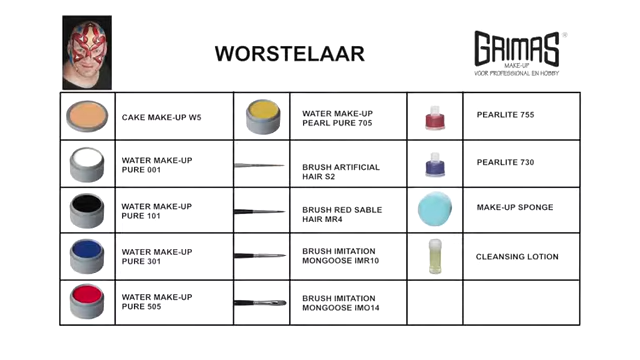 WORSTELAAR
GRIMAS®
MAKE-UP
VOOR PROFESSIONAL EN HOBBY
CAKE MAKE-UP W5
WATER MAKE-UP
PEARL PURE 705
PEARLITE 755
WATER MAKE-UP
PURE 001
BRUSH ARTIFICIAL
HAIR S2
PEARLITE 730
WATER MAKE-UP
PURE 101
BRUSH RED SABLE
HAIR MR4
MAKE-UP SPONGE
WATER MAKE-UP
PURE 301
BRUSH IMITATION
MONGOOSE IMR10
CLEANSING LOTION
WATER MAKE-UP
PURE 505
BRUSH IMITATION
MONGOOSE IMO14